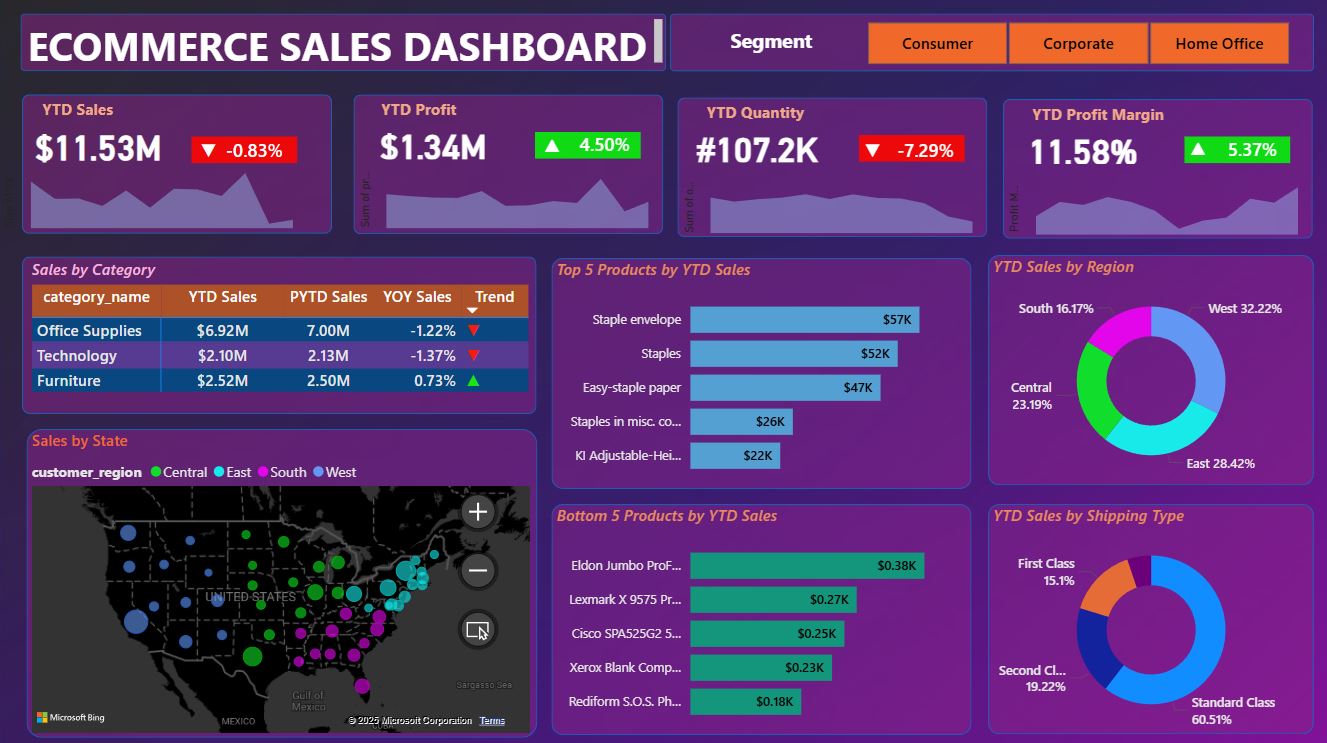 ECOMMERCE SALES DASHBOARD
Segment
Consumer
Corporate
Home Office
YTD Sales
$11.53M
▼ -0.83%
YTD Profit
$1.34M
▲ 4.50%
Sum of pr...
YTD Quantity
#107.2K
▼ -7.29%
Sum of o...
YTD Profit Margin
11.58%
▲ 5.37%
Profit M...
Sales by Category
category_name YTD Sales PYTD Sales YOY Sales Trend
Office Supplies $6.92M 7.00M -1.22% ▼
Technology $2.10M 2.13M -1.37% ▼
Furniture $2.52M 2.50M 0.73% ▲
Top 5 Products by YTD Sales
Staple envelope $57K
Staples $52K
Easy-staple paper $47K
Staples in misc. co... $26K
KI Adjustable-Hei... $22K
YTD Sales by Region
South 16.17%
West 32.22%
Central
23.19%
East 28.42%
Sales by State
customer_region Central East South West
UNITED STATES
Gulf of
Mexico
MEXICO
CUBA
Sargasso Sea
Microsoft Bing
© 2025 Microsoft Corporation Terms
Bottom 5 Products by YTD Sales
Eldon Jumbo ProF... $0.38K
Lexmark X 9575 Pr... $0.27K
Cisco SPA525G2 5... $0.25K
Xerox Blank Comp... $0.23K
Rediform S.O.S. Ph... $0.18K
YTD Sales by Shipping Type
First Class
15.1%
Second Cl...
19.22%
Standard Class
60.51%